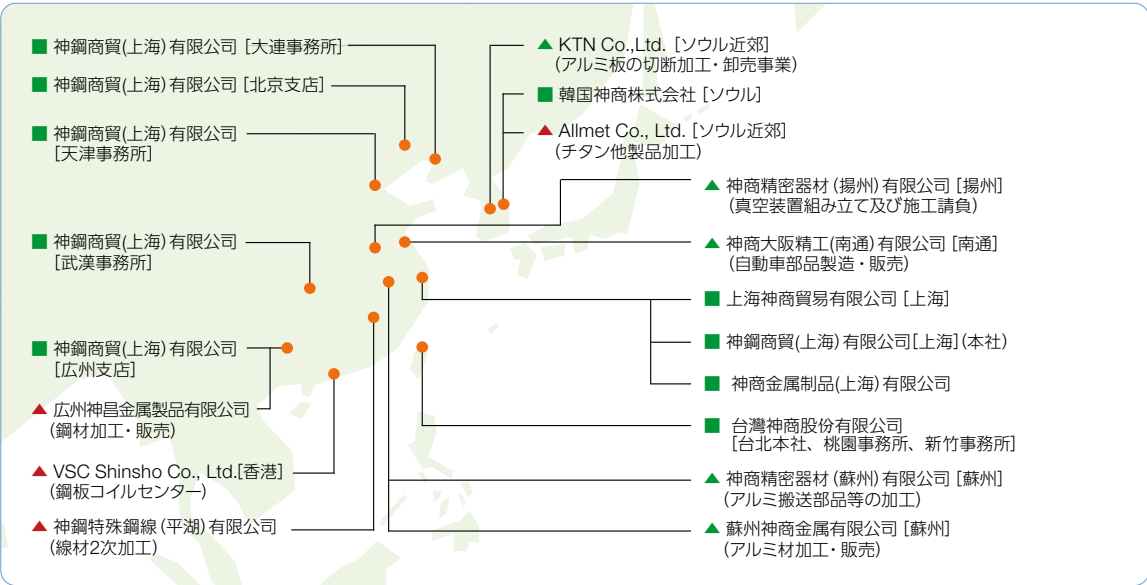 ■ 神鋼商貿(上海)有限公司 [大連事務所]
■ 神鋼商貿(上海)有限公司 [北京支店]
■ 神鋼商貿(上海)有限公司
[天津事務所]
■ 神鋼商貿(上海)有限公司
[武漢事務所]
■ 神鋼商貿(上海)有限公司
[広州支店]
▲ 広州神昌金属製品有限公司
(鋼材加工・販売)
▲ VSC Shinsho Co., Ltd.[香港]
(鋼板コイルセンター)
▲ 神鋼特殊鋼線(平湖)有限公司
(線材2次加工)
▲ KTN Co.,Ltd. [ソウル近郊]
(アルミ板の切断加工・卸売事業)
■ 韓国神商株式会社 [ソウル]
▲ Allmet Co., Ltd. [ソウル近郊]
(チタン他製品加工)
▲ 神商精密器材(揚州)有限公司 [揚州]
(真空装置組み立て及び施工請負)
▲ 神商大阪精工(南通)有限公司 [南通]
(自動車部品製造・販売)
■ 上海神商貿易有限公司 [上海]
■ 神鋼商貿(上海)有限公司[上海](本社)
■ 神商金属制品(上海)有限公司
■ 台灣神商股份有限公司
[台北本社、桃園事務所、新竹事務所]
▲ 神商精密器材(蘇州)有限公司 [蘇州]
(アルミ搬送部品等の加工)
▲ 蘇州神商金属有限公司 [蘇州]
(アルミ材加工・販売)